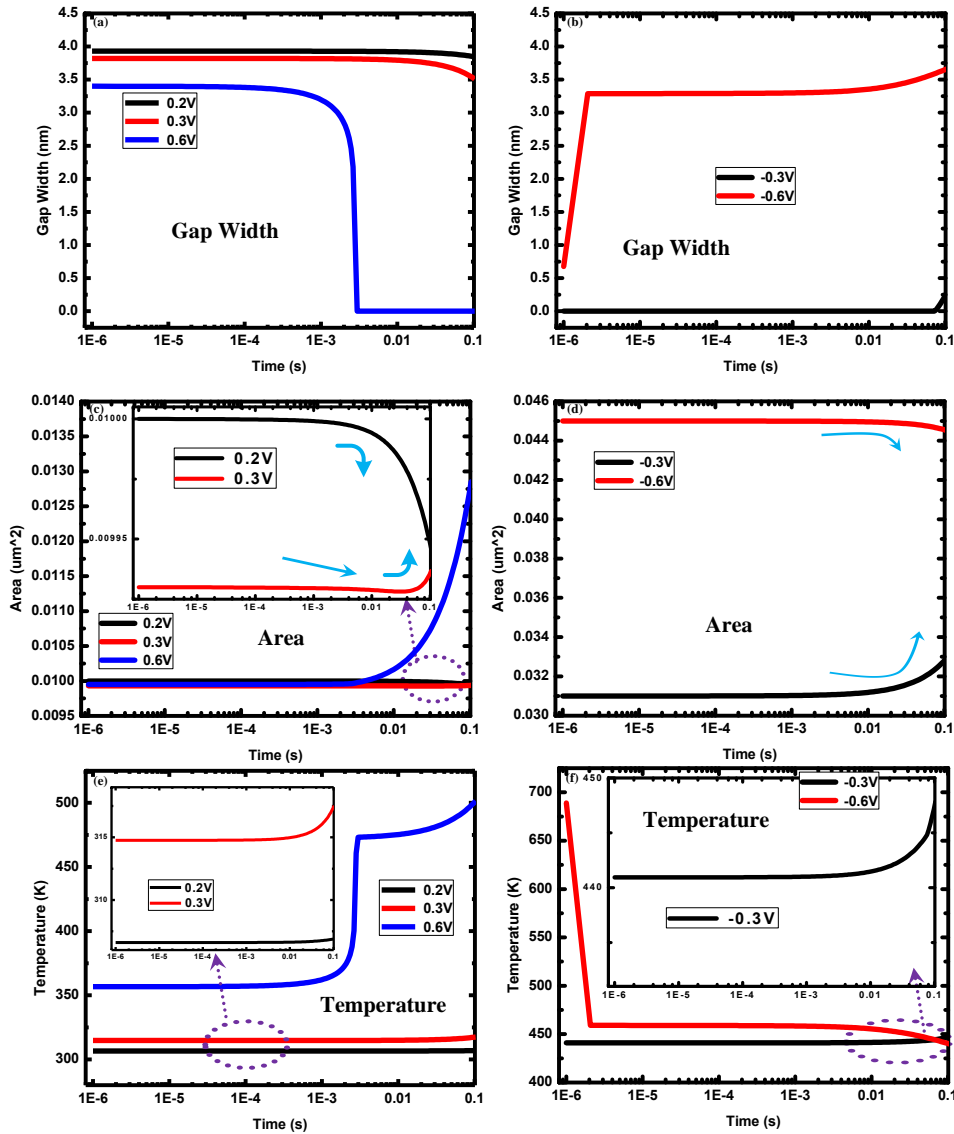 (a)
4.5
4.0
3.5
3.0
2.5
2.0
1.5
1.0
0.5
0.0
Gap Width (nm)
0.2V
0.3V
0.6V
Gap Width
1E-6 1E-5 1E-4 1E-3 0.01 0.1
Time (s)
(b)
4.5
4.0
3.5
3.0
2.5
2.0
1.5
1.0
0.5
0.0
Gap Width (nm)
-0.3V
-0.6V
Gap Width
1E-6 1E-5 1E-4 1E-3 0.01 0.1
Time (s)
(c)
0.0140
0.0135
0.0130
0.0125
0.0120
0.0115
0.0110
0.0105
0.0100
0.0095
Area (um^2)
0.01000
0.00995
0.2V
0.3V
1E-6 1E-5 1E-4 1E-3 0.01 0.1
0.2V
0.3V
0.6V
Area
1E-6 1E-5 1E-4 1E-3 0.01 0.1
Time (s)
(d)
0.046
0.044
0.042
0.040
0.038
0.036
0.034
0.032
0.030
Area (um^2)
-0.3V
-0.6V
Area
1E-6 1E-5 1E-4 1E-3 0.01 0.1
Time (s)
(e)
500
450
400
350
300
Temperature (K)
315
308
0.2V
0.3V
1E-6 1E-5 1E-4 1E-3 0.01 0.1
0.2V
0.3V
0.6V
Temperature
1E-6 1E-5 1E-4 1E-3 0.01 0.1
Time (s)
(f)
700
650
600
550
500
450
400
Temperature (K)
450
440
-0.3V
-0.6V
Temperature
-0.3V
1E-6 1E-5 1E-4 1E-3 0.01 0.1
1E-6 1E-5 1E-4 1E-3 0.01 0.1
Time (s)